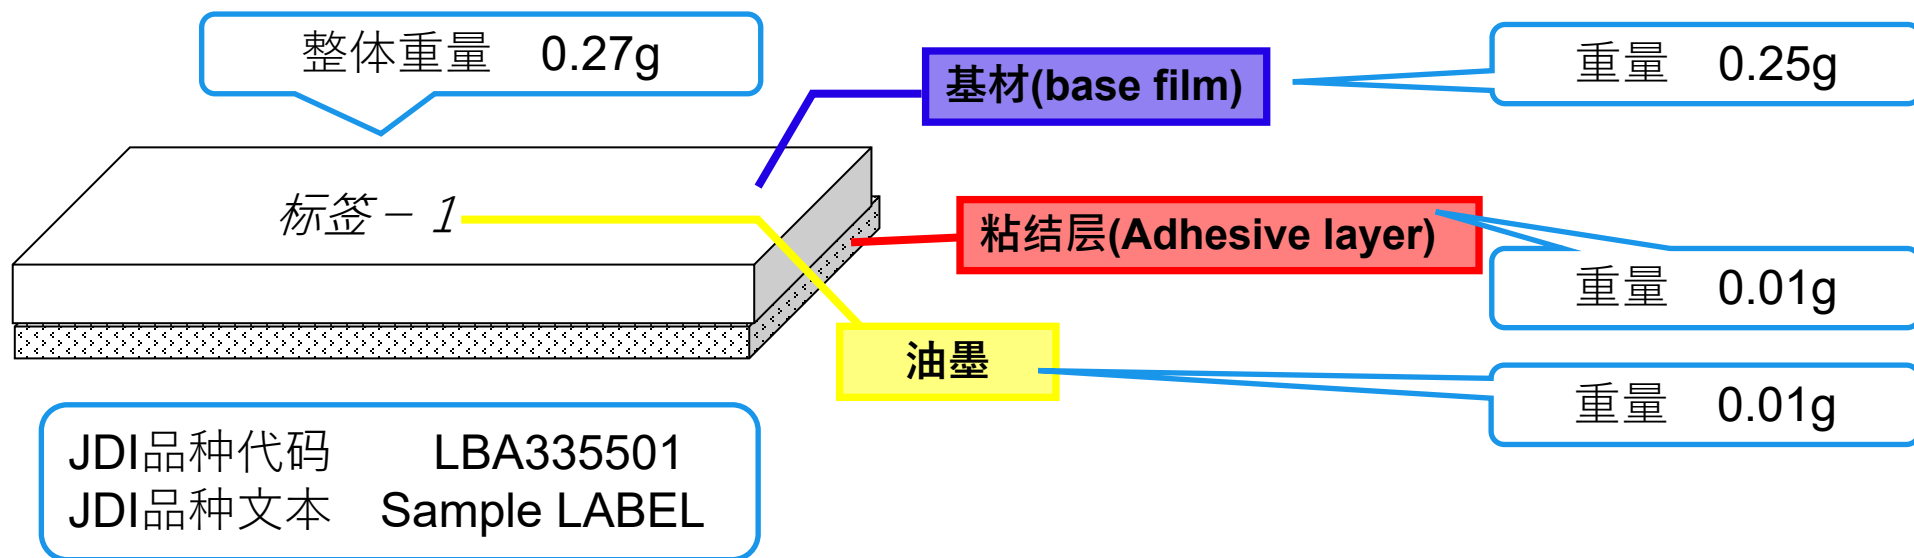 整体重量　0.27g
基材(base film)
重量　0.25g
标签－1
粘结层(Adhesive layer)
重量　0.01g
油墨
重量　0.01g
JDI品种代码　　LBA335501
JDI品种文本　Sample LABEL